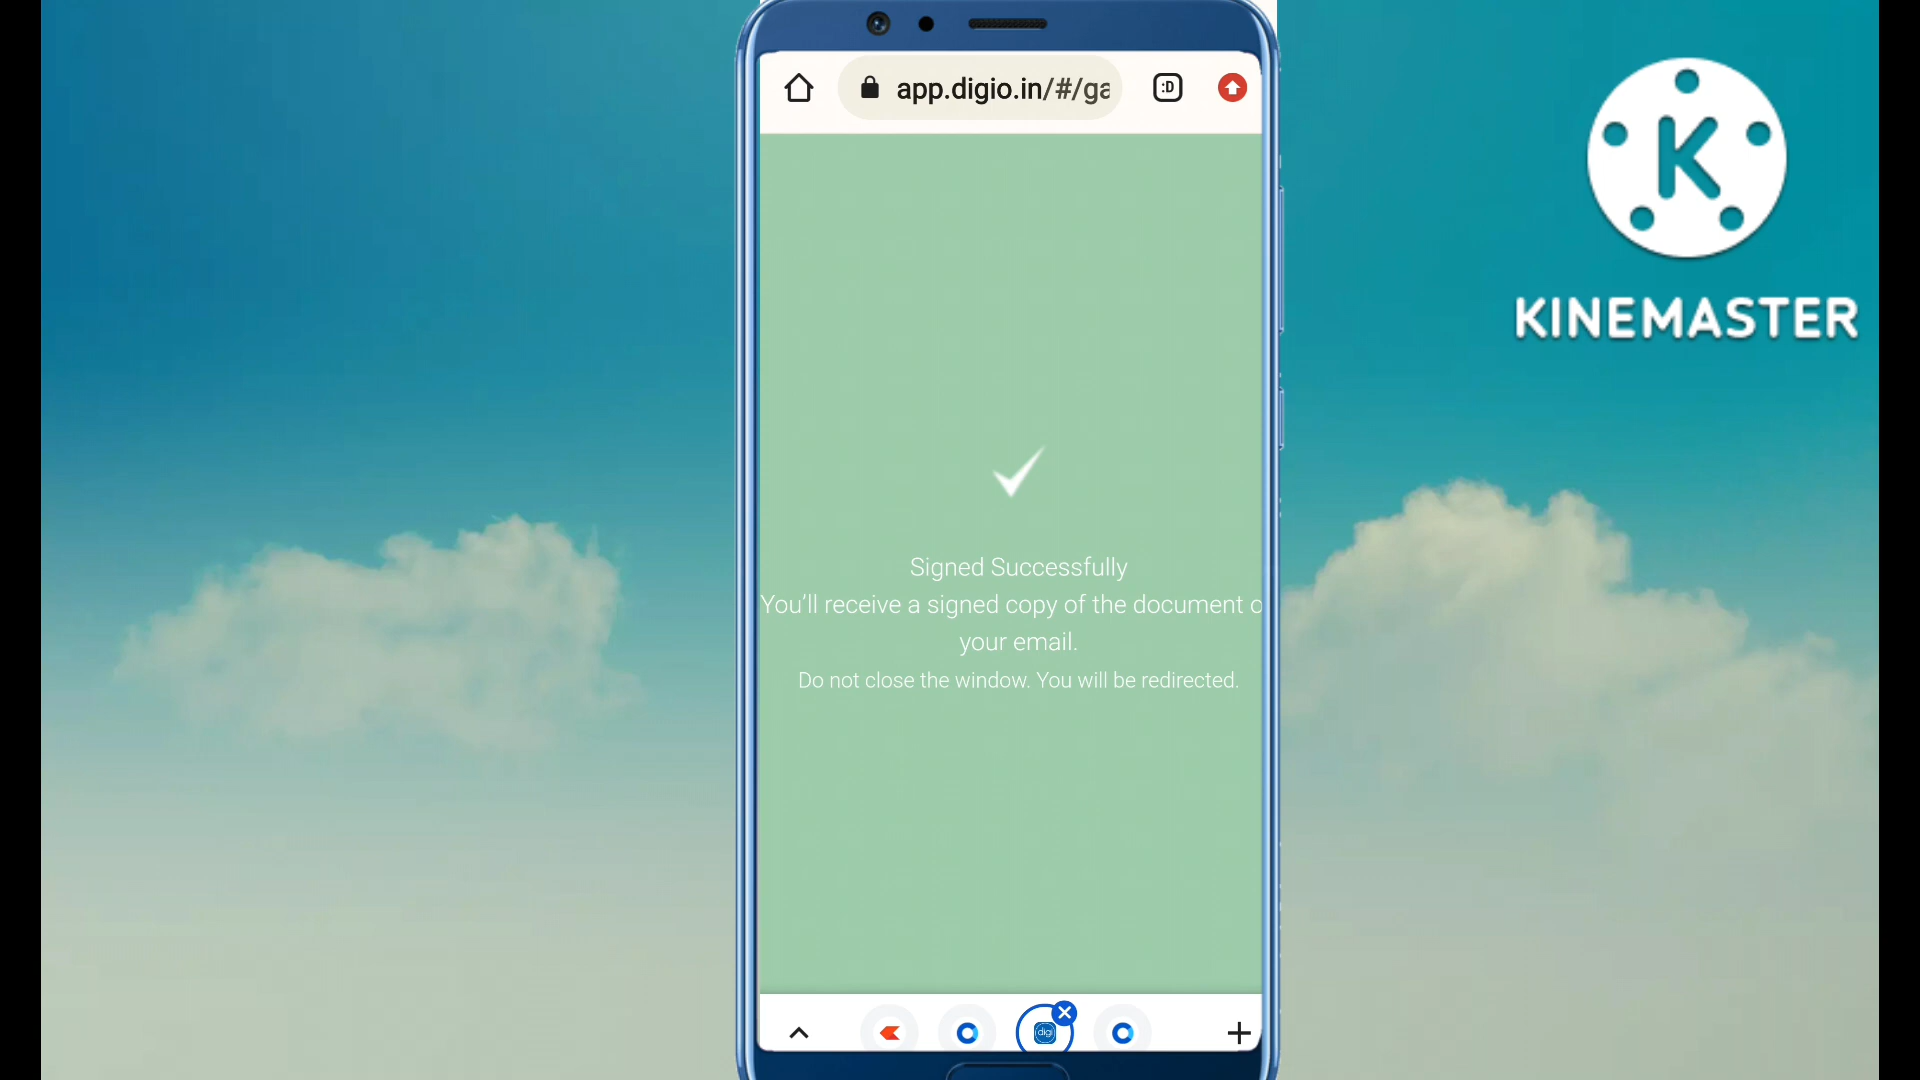 app.digio.in/#/ga
:D
K
KINEMASTER
Signed Successfully
You'll receive a signed copy of the document o
your email.
Do not close the window. You will be redirected.
digi